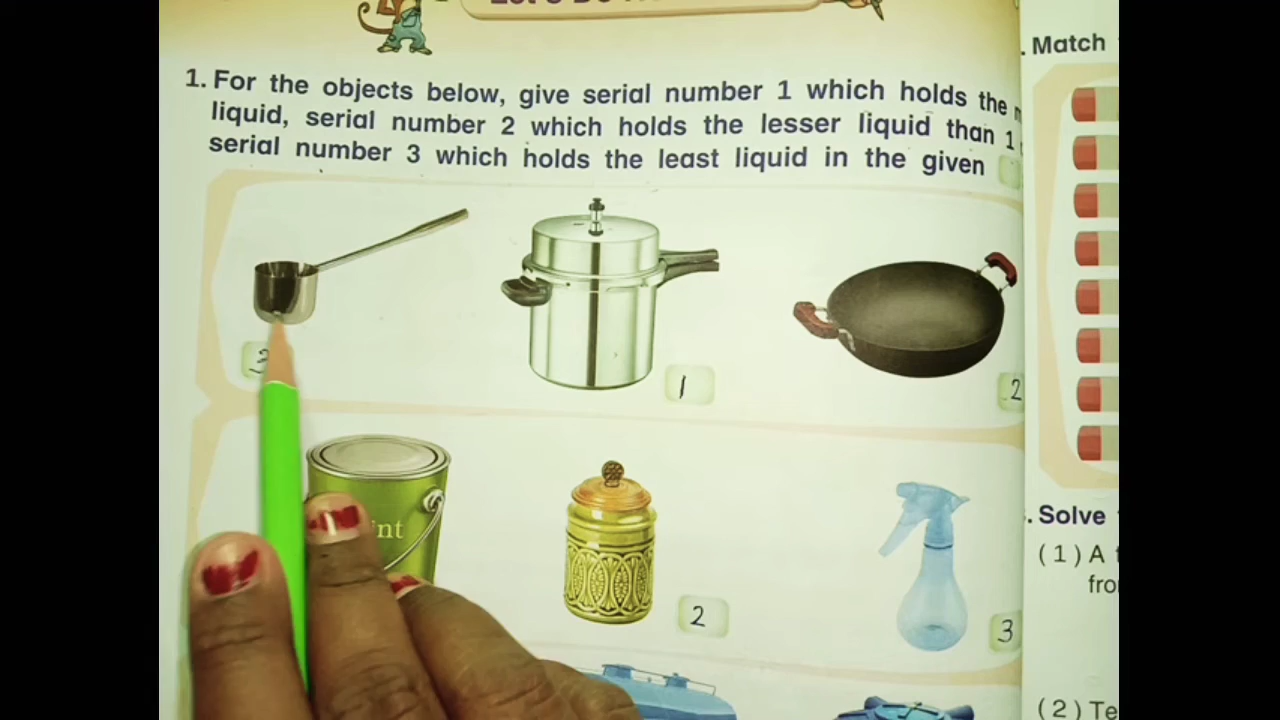 1. For the objects below, give serial number 1 which holds the
liquid, serial number 2 which holds the lesser liquid than 1
serial number 3 which holds the least liquid in the given
3
1
2
2
3
. Match
. Solve
(1) A
(2) Te